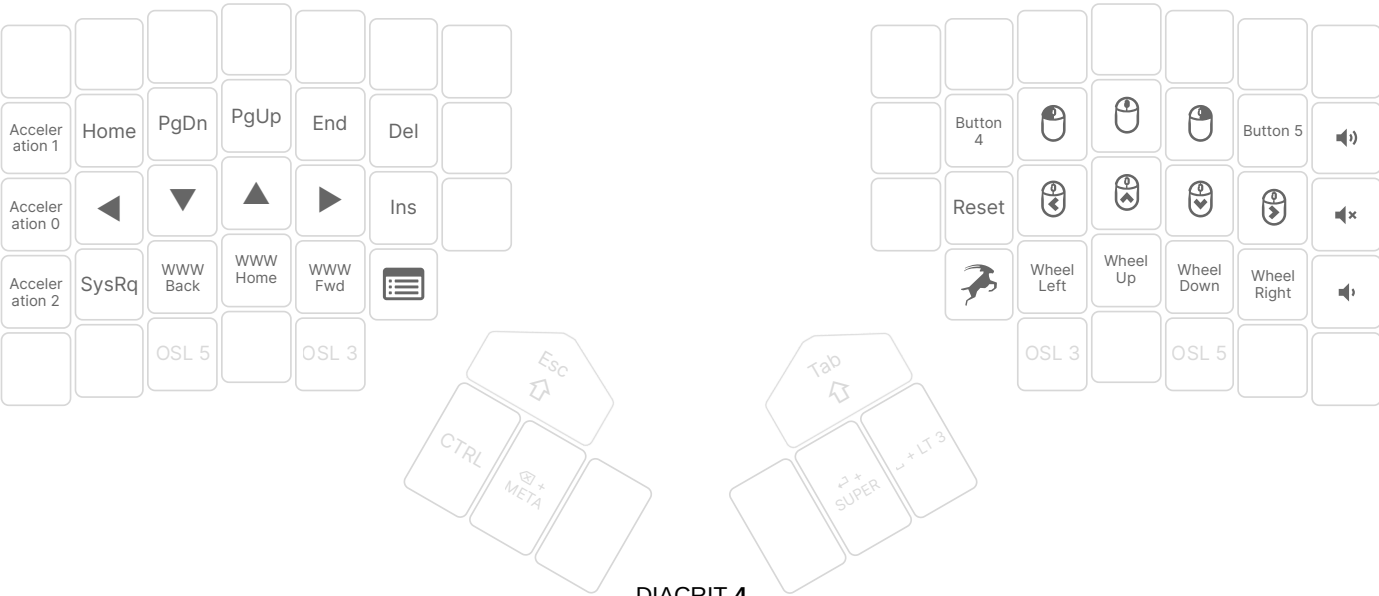 Acceler
ation 1
Home
PgDn
PgUp
End
Del
Button
4
Button 5
Acceler
ation 0
Ins
Reset
Acceler
ation 2
SysRq
WWW
Back
WWW
Home
WWW
Fwd
Wheel
Left
Wheel
Up
Wheel
Down
Wheel
Right
OSL 5
OSL 3
OSL 3
OSL 5
Esc
Tab
CTRL
+
META
+
SUPER
+ LT 3
DIACRIT 4